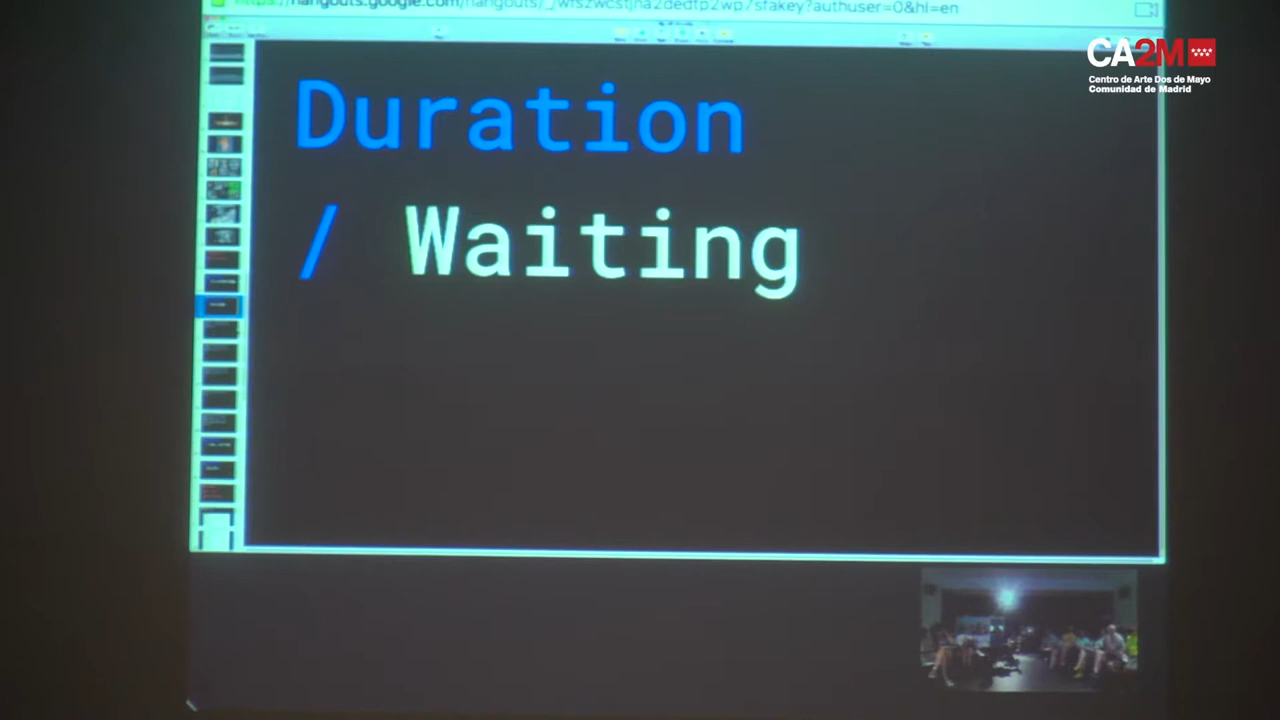 CA2M
Centro de Arte Dos de Mayo
Comunidad de Madrid
Duration
/ Waiting